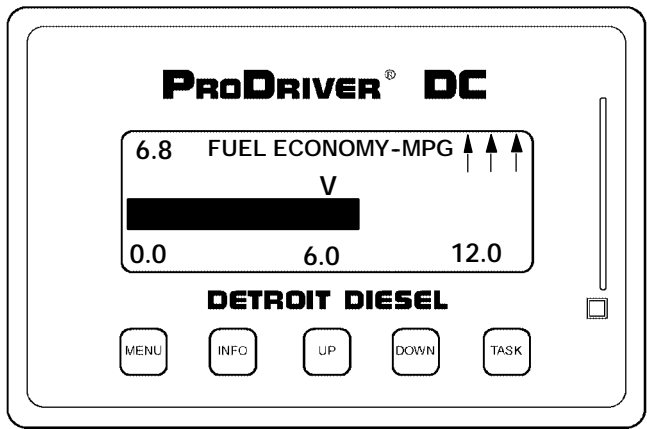 PRODRIVER® DC
6.8 FUEL ECONOMY-MPG
V
0.0 6.0 12.0
DETROIT DIESEL
MENU INFO UP DOWN TASK